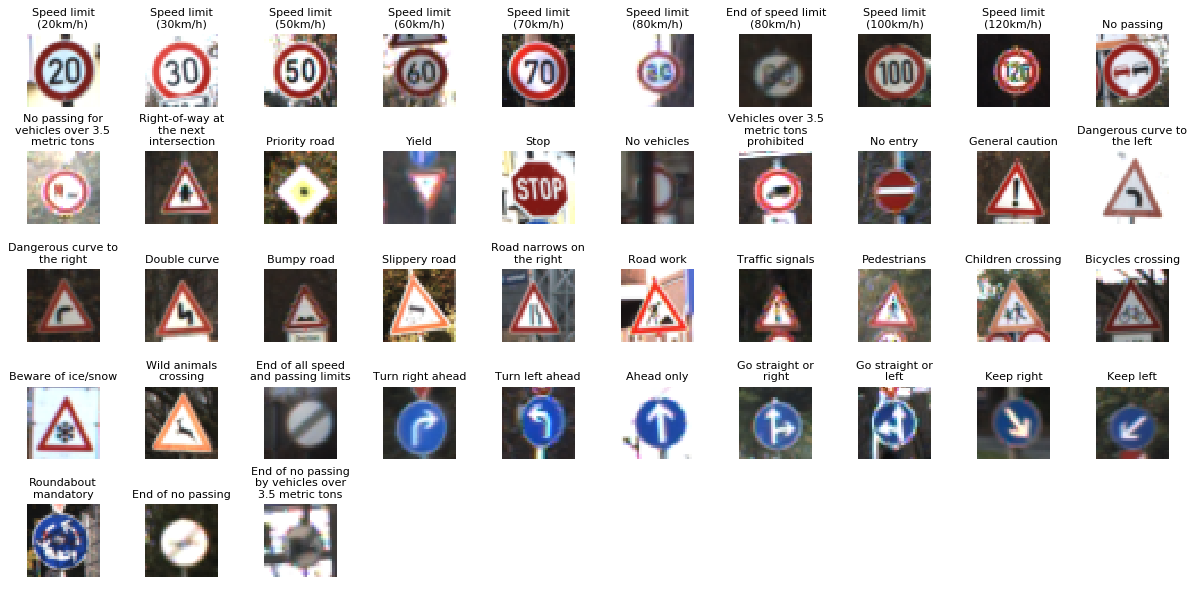 Speed limit
(20km/h)
Speed limit
(30km/h)
Speed limit
(50km/h)
Speed limit
(60km/h)
Speed limit
(70km/h)
Speed limit
(80km/h)
End of speed limit
(80km/h)
Speed limit
(100km/h)
Speed limit
(120km/h)
No passing
20
30
50
60
70
80
100
120
No passing for
vehicles over 3.5
metric tons
Right-of-way at
the next
intersection
Priority road
Yield
Stop
No vehicles
Vehicles 3.5
metric tons
prohibited
No entry
General caution
Dangerous curve to
the left
STOP
Dangerous curve to
the right
Double curve
Bumpy road
Slippery road
Road narrows on
the right
Road work
Traffic signals
Pedestrians
Children crossing
Bicycles crossing
Beware of ice/snow
Wild animals
crossing
End of all speed
and passing limits
Turn right ahead
Turn left ahead
Ahead only
Go straight or
right
Go straight or
left
Keep right
Keep left
Roundabout
mandatory
End of no passing
End of no passing
by vehicles over
3.5 metric tons